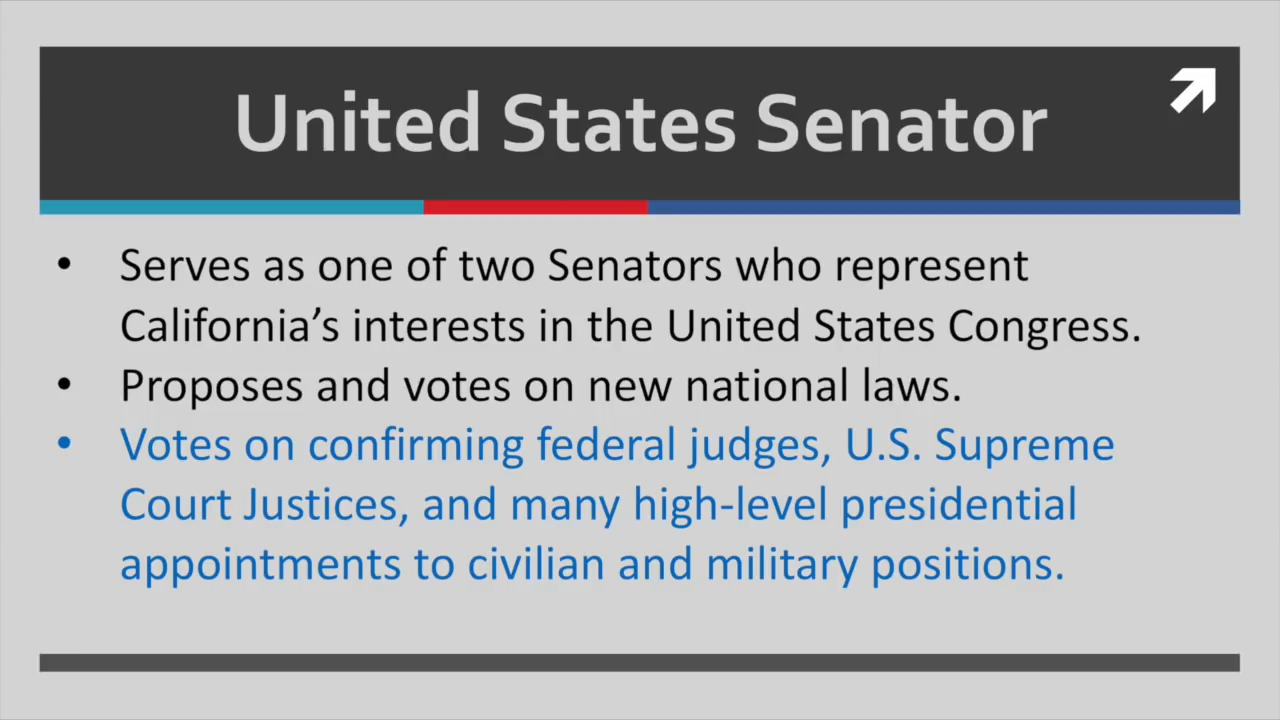 United States Senator
• Serves as one of two Senators who represent
California’s interests in the United States Congress.
• Proposes and votes on new national laws.
• Votes on confirming federal judges, U.S. Supreme
Court Justices, and many high-level presidential
appointments to civilian and military positions.